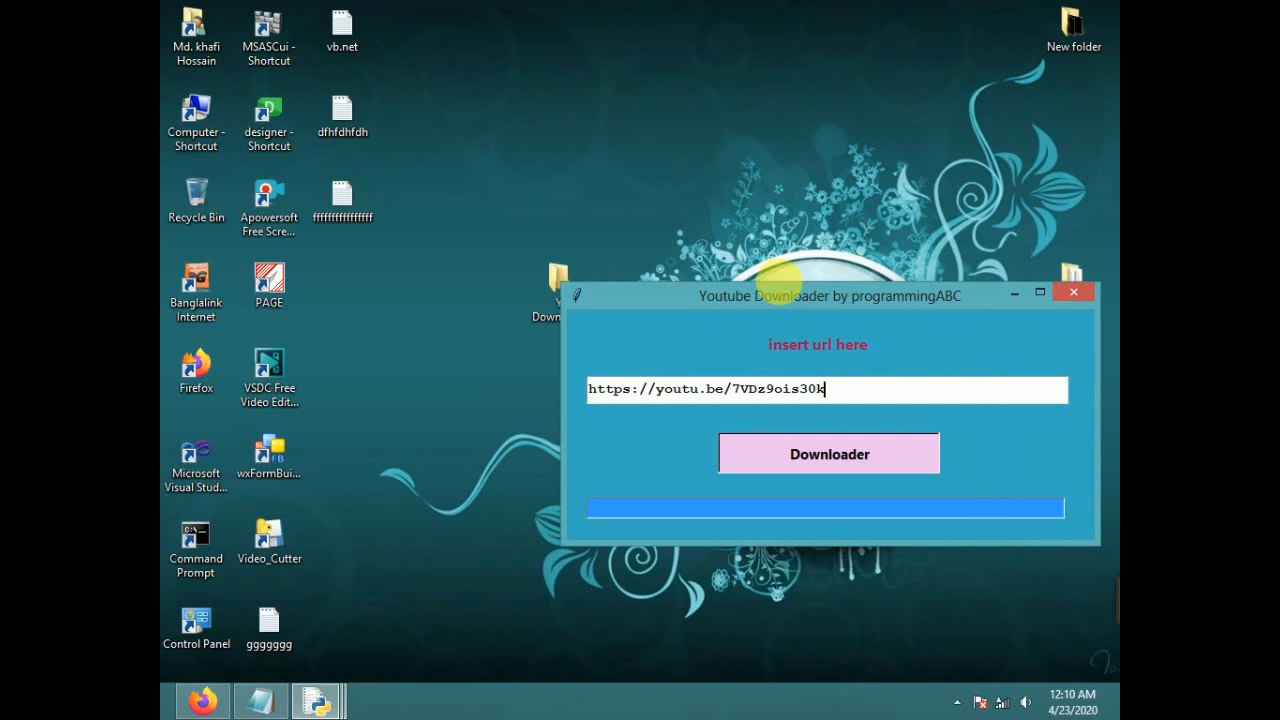 Md. khafi
Hossain
MSASCui -
Shortcut
vb.net
New folder
Computer -
Shortcut
designer -
Shortcut
dfhfdhfdh
Recycle Bin
Apowersoft
Free Scre...
ffffffffffffffff
Banglalink
Internet
PAGE
Y
Down
Youtube Downloader by programmingABC
insert url here
https://youtu.be/7VDz9ois30k
Downloader
Firefox
VSDC Free
Video Edit...
Microsoft
Visual Stud...
wxFormBui...
Command
Prompt
Video_Cutter
Control Panel
ggggggg
12:10 AM
4/23/2020